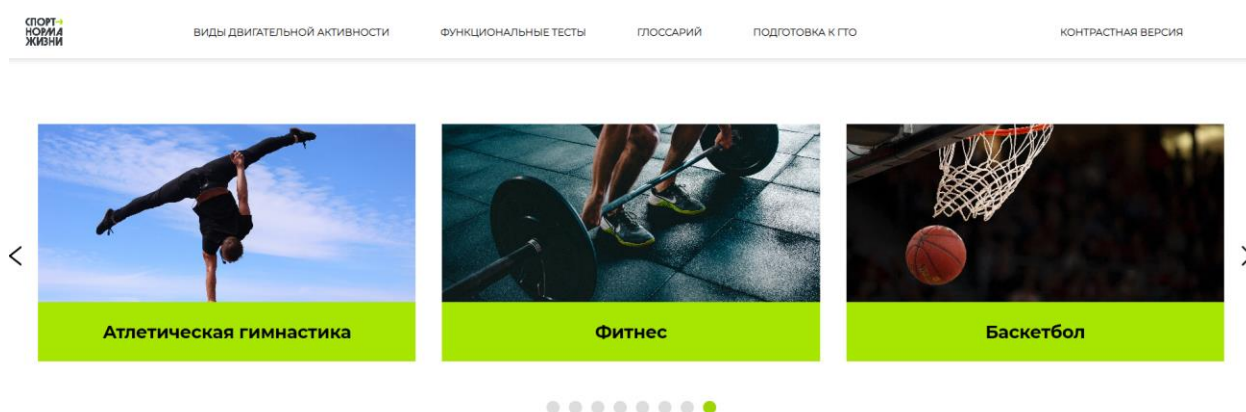 СПОРТ
НОРМА
ЖИЗНИ
ВИДЫ ДВИГАТЕЛЬНОЙ АКТИВНОСТИ
ФУНКЦИОНАЛЬНЫЕ ТЕСТЫ
ГЛОССАРИЙ
ПОДГОТОВКА К ГТО
КОНТРАСТНАЯ ВЕРСИЯ
Атлетическая гимнастика
Фитнес
Баскетбол